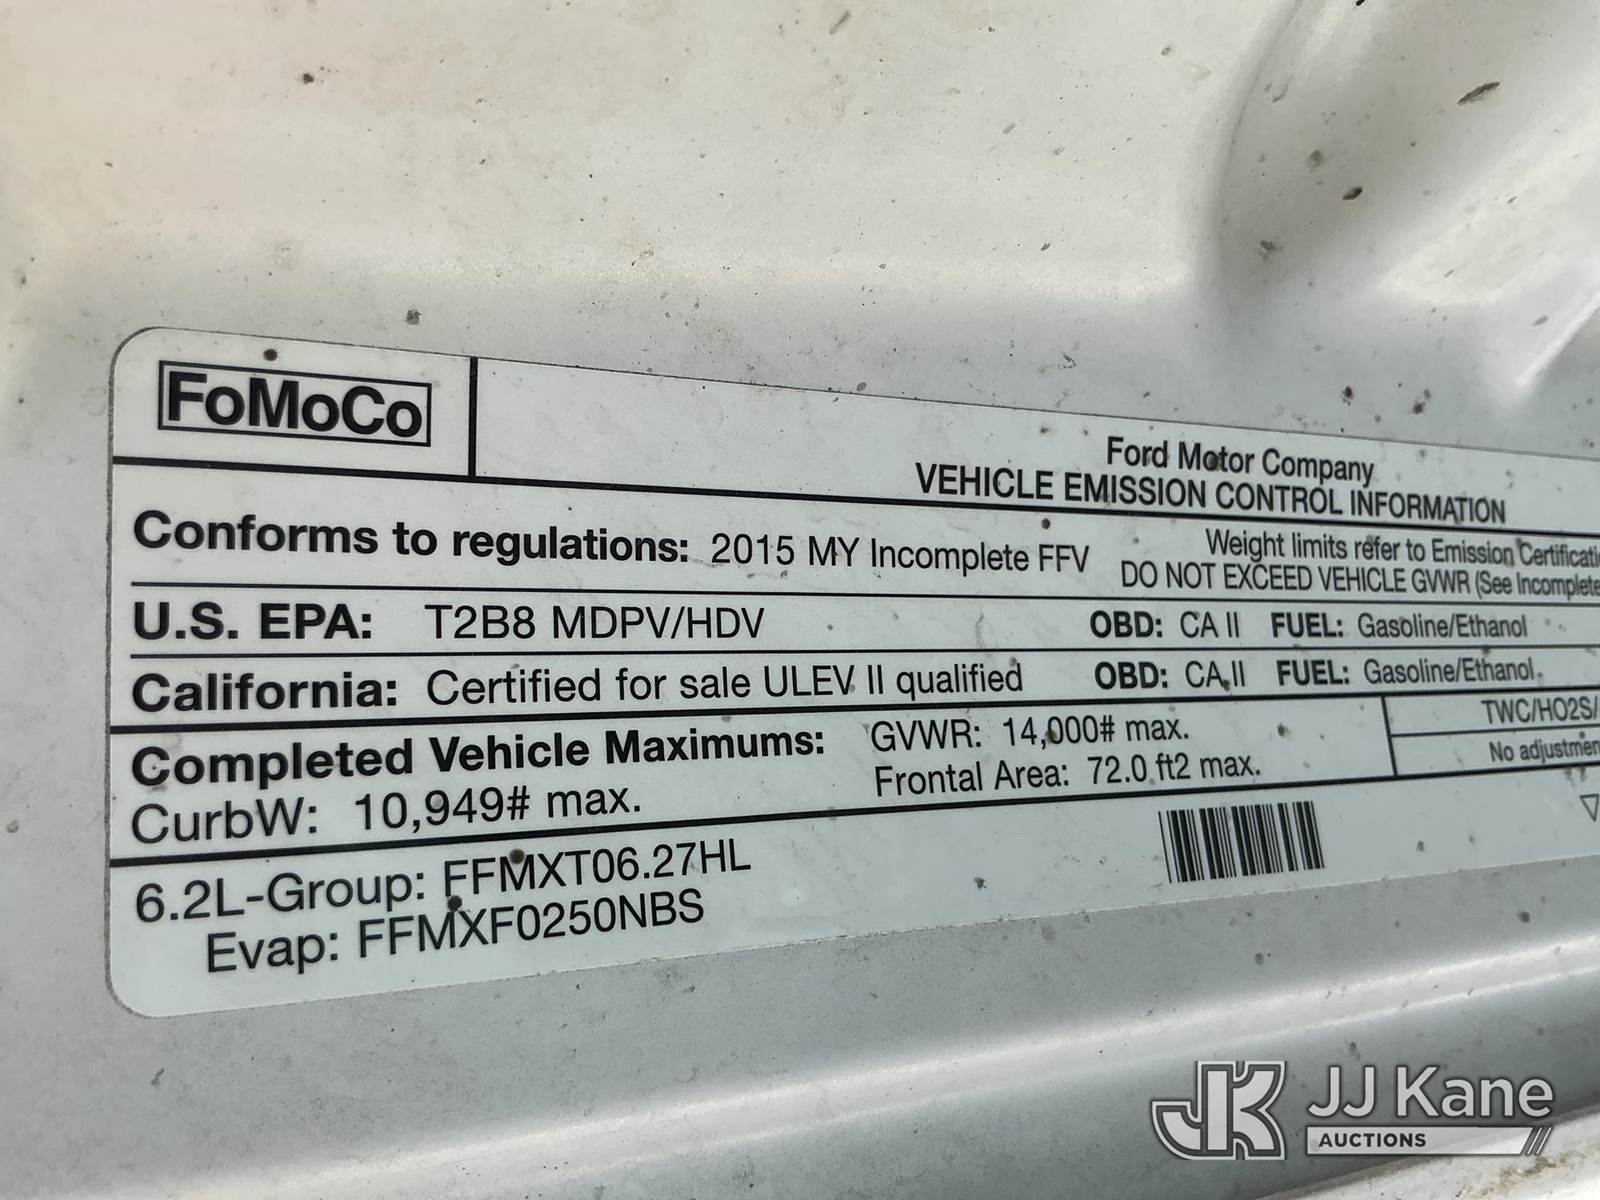 FoMoCo
Ford Motor Company
VEHICLE EMISSION CONTROL INFORMATION
Conforms to regulations: 2015 MY Incomplete FFV
Weight limits refer to Emission
DO NOT EXCEED VEHICLE GVWR (See Incomplete
U.S. EPA: T2B8 MDPV/HDV OBD: CA II FUEL: Gasoline/Ethanol
California: Certified for sale ULEV II qualified OBD: CA II FUEL: Gasoline/Ethanol
Completed Vehicle Maximums: GVWR: 14,000# max.
CurbW: 10,949# max. Frontal Area: 72.0 ft2 max.
TWC/HO2S/
No
6.2L-Group: FFMXT06.27HL
Evap: FFMXF0250NBS
JK JJ Kane
AUCTIONS